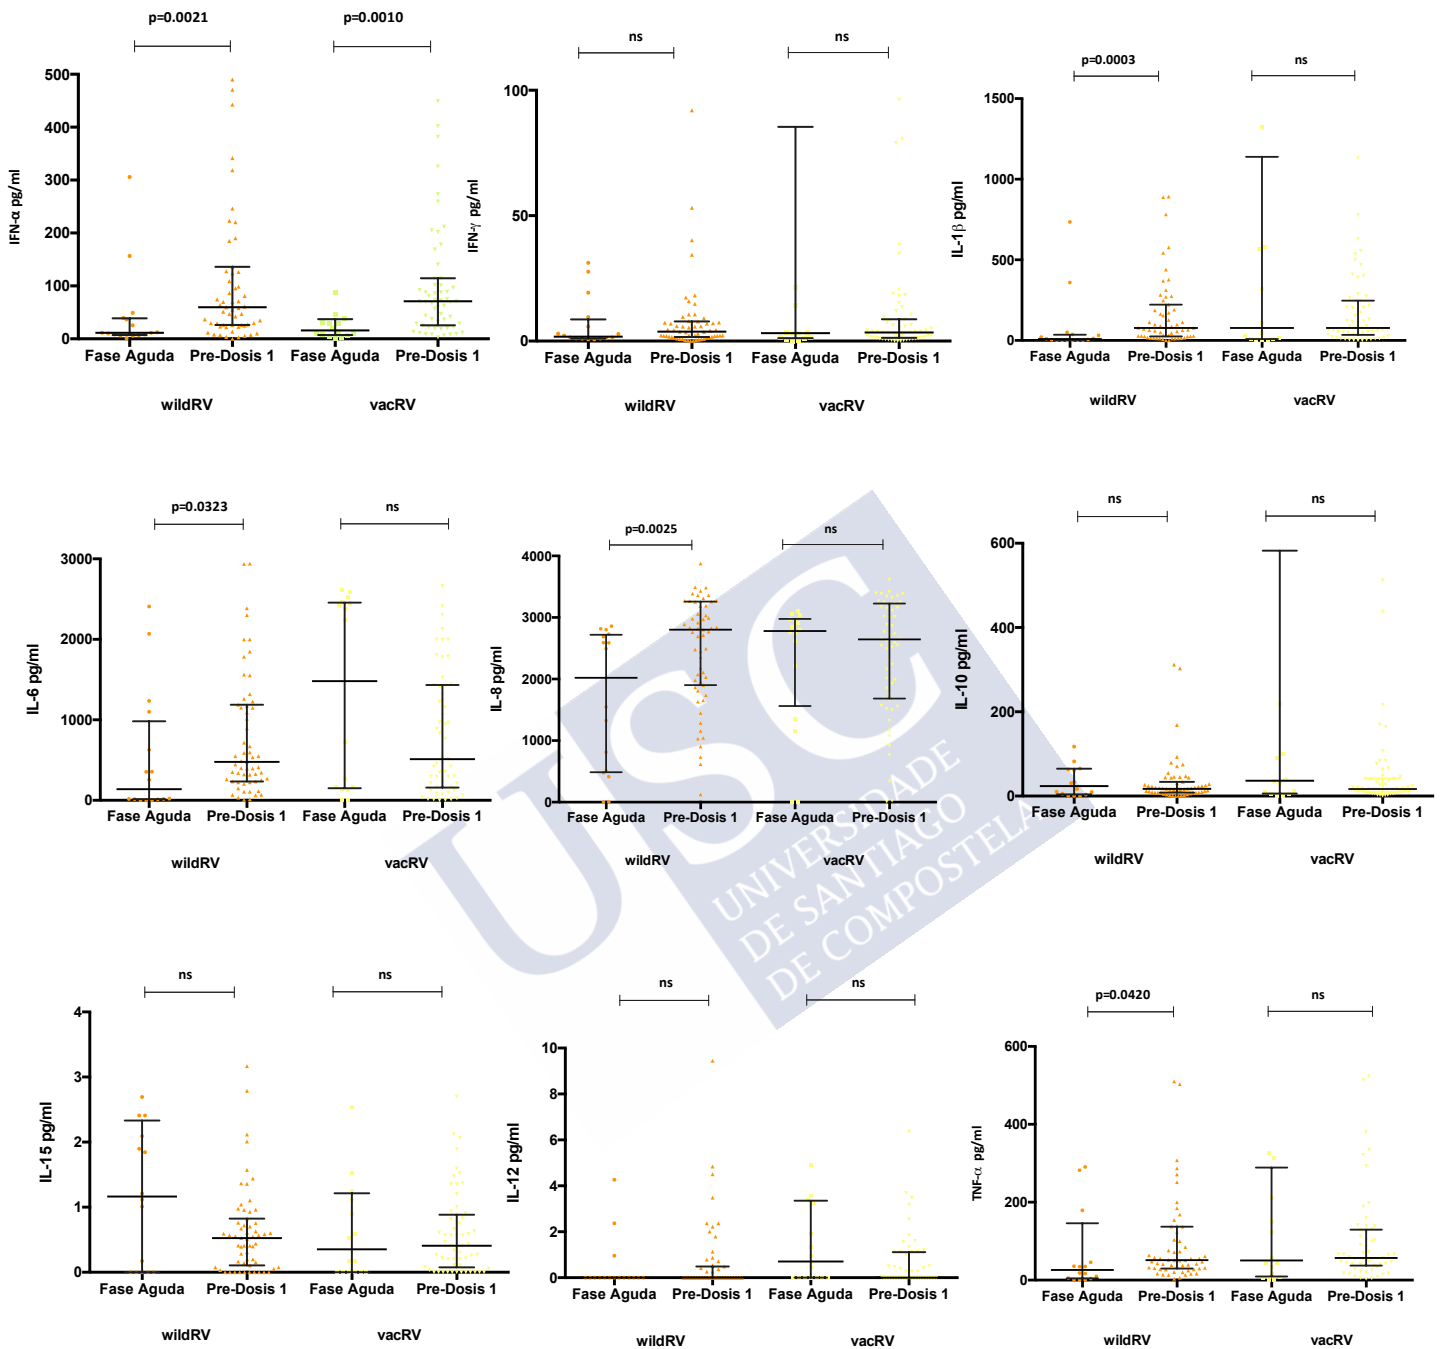 p=0.0021
p=0.0010
IFN-α pg/ml
500
400
300
200
100
0
Fase Aguda
Pre-Dosis 1
Fase Aguda
Pre-Dosis 1
wildRV
vacRV
ns
ns
IFN-γ pg/ml
100
50
0
Fase Aguda
Pre-Dosis 1
Fase Aguda
Pre-Dosis 1
wildRV
vacRV
p=0.0003
ns
IL-1β pg/ml
1500
1000
500
0
Fase Aguda
Pre-Dosis 1
Fase Aguda
Pre-Dosis 1
wildRV
vacRV
p=0.0323
ns
IL-6 pg/ml
3000
2000
1000
0
Fase Aguda
Pre-Dosis 1
Fase Aguda
Pre-Dosis 1
wildRV
vacRV
p=0.0025
ns
IL-8 pg/ml
4000
3000
2000
1000
0
Fase Aguda
Pre-Dosis 1
Fase Aguda
Pre-Dosis 1
wildRV
vacRV
ns
ns
IL-10 pg/ml
600
400
200
0
Fase Aguda
Pre-Dosis 1
Fase Aguda
Pre-Dosis 1
wildRV
vacRV
ns
ns
IL-15 pg/ml
4
3
2
1
0
Fase Aguda
Pre-Dosis 1
Fase Aguda
Pre-Dosis 1
wildRV
vacRV
ns
ns
IL-12 pg/ml
10
8
6
4
2
0
Fase Aguda
Pre-Dosis 1
Fase Aguda
Pre-Dosis 1
wildRV
vacRV
p=0.0420
ns
TNF-α pg/ml
600
400
200
0
Fase Aguda
Pre-Dosis 1
Fase Aguda
Pre-Dosis 1
wildRV
vacRV
USC
UNIVERSIDADE
DE SANTIAGO
DE COMPOSTELA